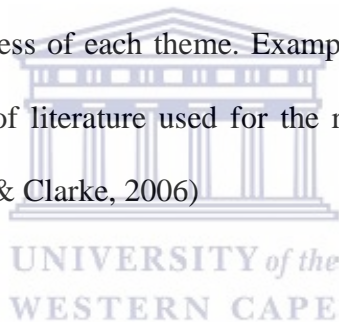 ess of each theme. Examp
of literature used for the r
& Clarke, 2006)
UNIVERSITY of the
WESTERN CAPE